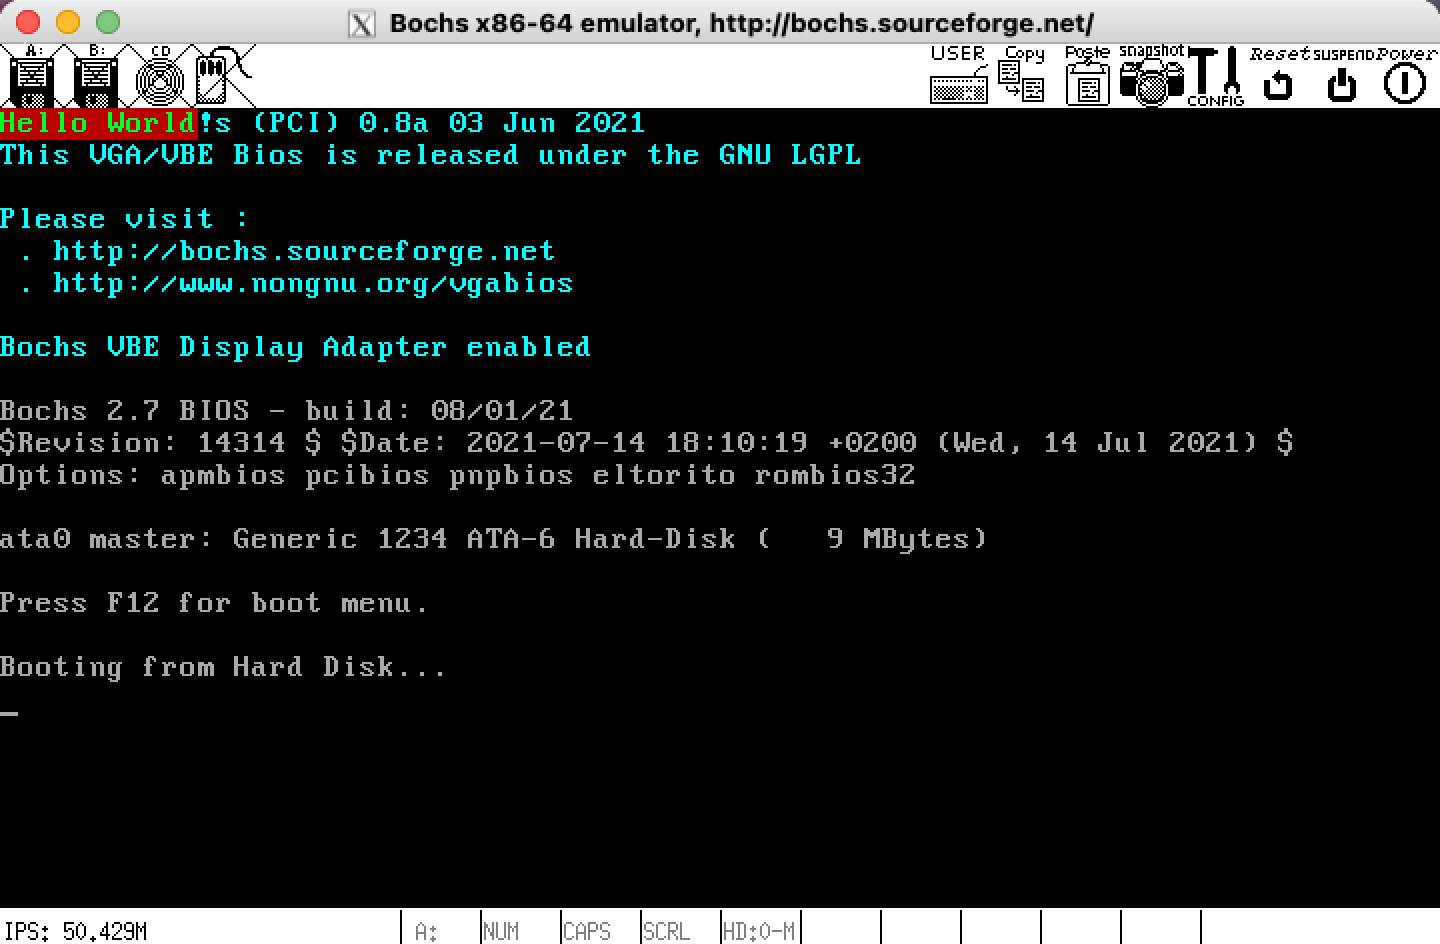 Bochs x86-64 emulator, http://bochs.sourceforge.net/
A: B: CD USER Copy Paste snapshot CONFIG Reset SUSPEND Power
Hello World!s (PCI) 0.8a 03 Jun 2021
This VGA/VBE Bios is released under the GNU LGPL
Please visit :
. http://bochs.sourceforge.net
. http://www.nongnu.org/vgabios
Bochs VBE Display Adapter enabled
Bochs 2.7 BIOS - build: 08/01/21
$Revision: 14314 $ $Date: 2021-07-14 18:10:19 +0200 (Wed, 14 Jul 2021) $
Options: apmbios pcibios pnpbios eltorito rombios32
ata0 master: Generic 1234 ATA-6 Hard-Disk (   9 MBytes)
Press F12 for boot menu.
Booting from Hard Disk...
_
IPS: 50.429M A: NUM CAPS SCRL HD:0-M